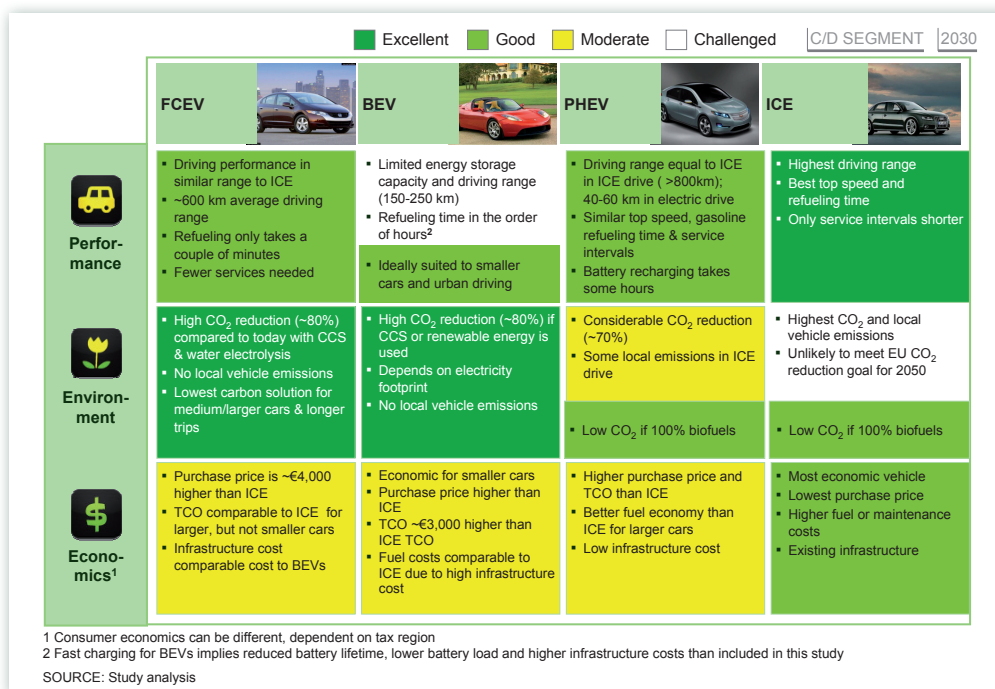 Excellent Good Moderate Challenged C/D SEGMENT 2030
FCEV
BEV
PHEV
ICE
Perfor-
mance
▪ Driving performance in
similar range to ICE
▪ ~600 km average driving
range
▪ Refueling only takes a
couple of minutes
▪ Fewer services needed
▪ Limited energy storage
capacity and driving range
(150-250 km)
▪ Refueling time in the order
of hours²
▪ Ideally suited to smaller
cars and urban driving
▪ Driving range equal to ICE
in ICE drive ( >800km);
40-60 km in electric drive
▪ Similar top speed, gasoline
refueling time & service
intervals
▪ Battery recharging takes
some hours
▪ Highest driving range
▪ Best top speed and
refueling time
▪ Only service intervals shorter
Environ-
ment
▪ High CO₂ reduction (~80%)
compared to today with CCS
& water electrolysis
▪ No local vehicle emissions
▪ Lowest carbon solution for
medium/larger cars & longer
trips
▪ High CO₂ reduction (~80%) if
CCS or renewable energy is
used
▪ Depends on electricity
footprint
▪ No local vehicle emissions
▪ Considerable CO₂ reduction
(~70%)
▪ Some local emissions in ICE
drive
▪ Low CO₂ if 100% biofuels
▪ Highest CO₂ and local
vehicle emissions
▪ Unlikely to meet EU CO₂
reduction goal for 2050
▪ Low CO₂ if 100% biofuels
$
Econo-
mics¹
▪ Purchase price is ~€4,000
higher than ICE
▪ TCO comparable to ICE for
larger, but not smaller cars
▪ Infrastructure cost
comparable cost to BEVs
▪ Economic for smaller cars
▪ Purchase price higher than
ICE
▪ TCO ~€3,000 higher than
ICE TCO
▪ Fuel costs comparable to
ICE due to high infrastructure
cost
▪ Higher purchase price and
TCO than ICE
▪ Better fuel economy than
ICE for larger cars
▪ Low infrastructure cost
▪ Most economic vehicle
▪ Lowest purchase price
▪ Higher fuel or maintenance
costs
▪ Existing infrastructure
1 Consumer economics can be different, dependent on tax region
2 Fast charging for BEVs implies reduced battery lifetime, lower battery load and higher infrastructure costs than included in this study
SOURCE: Study analysis